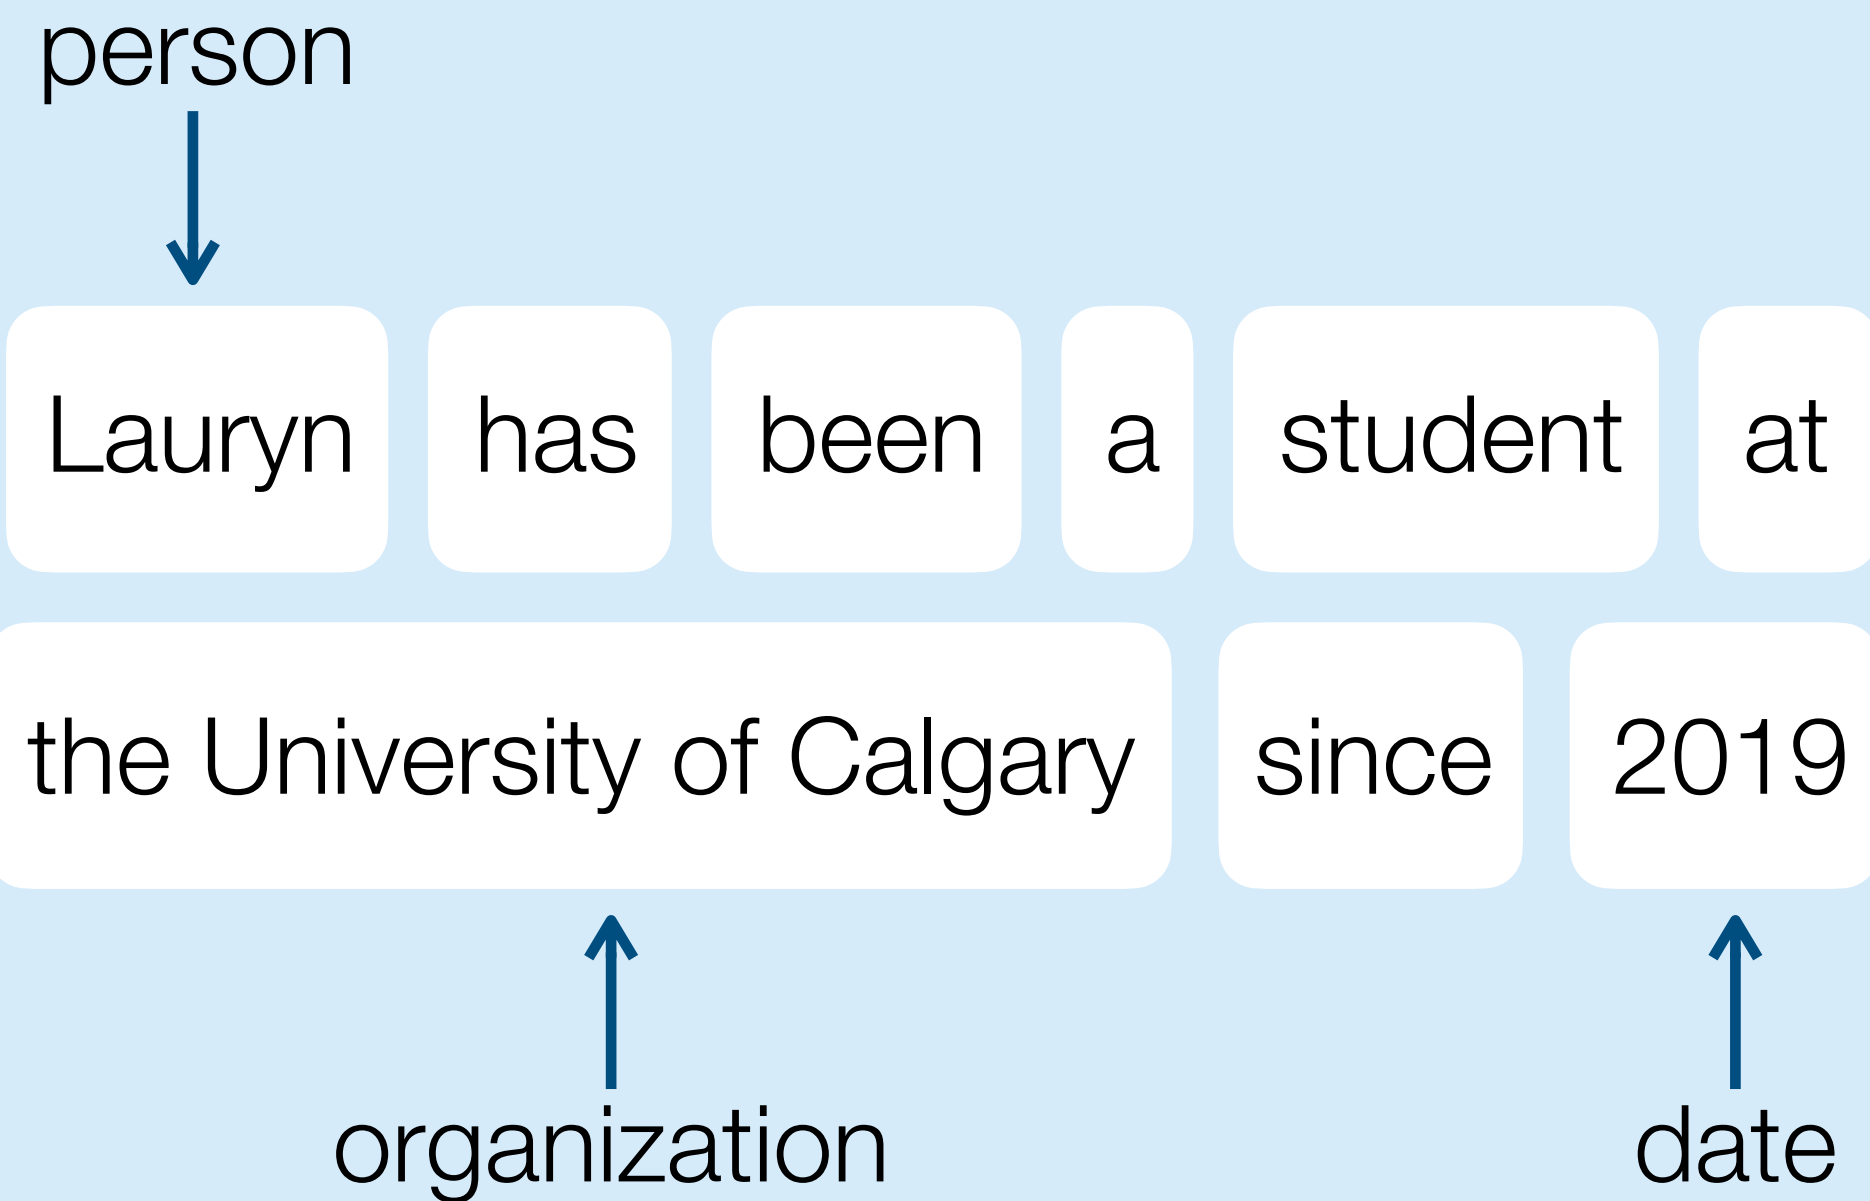 person
Lauryn has been a student at
the University of Calgary since 2019
organization date